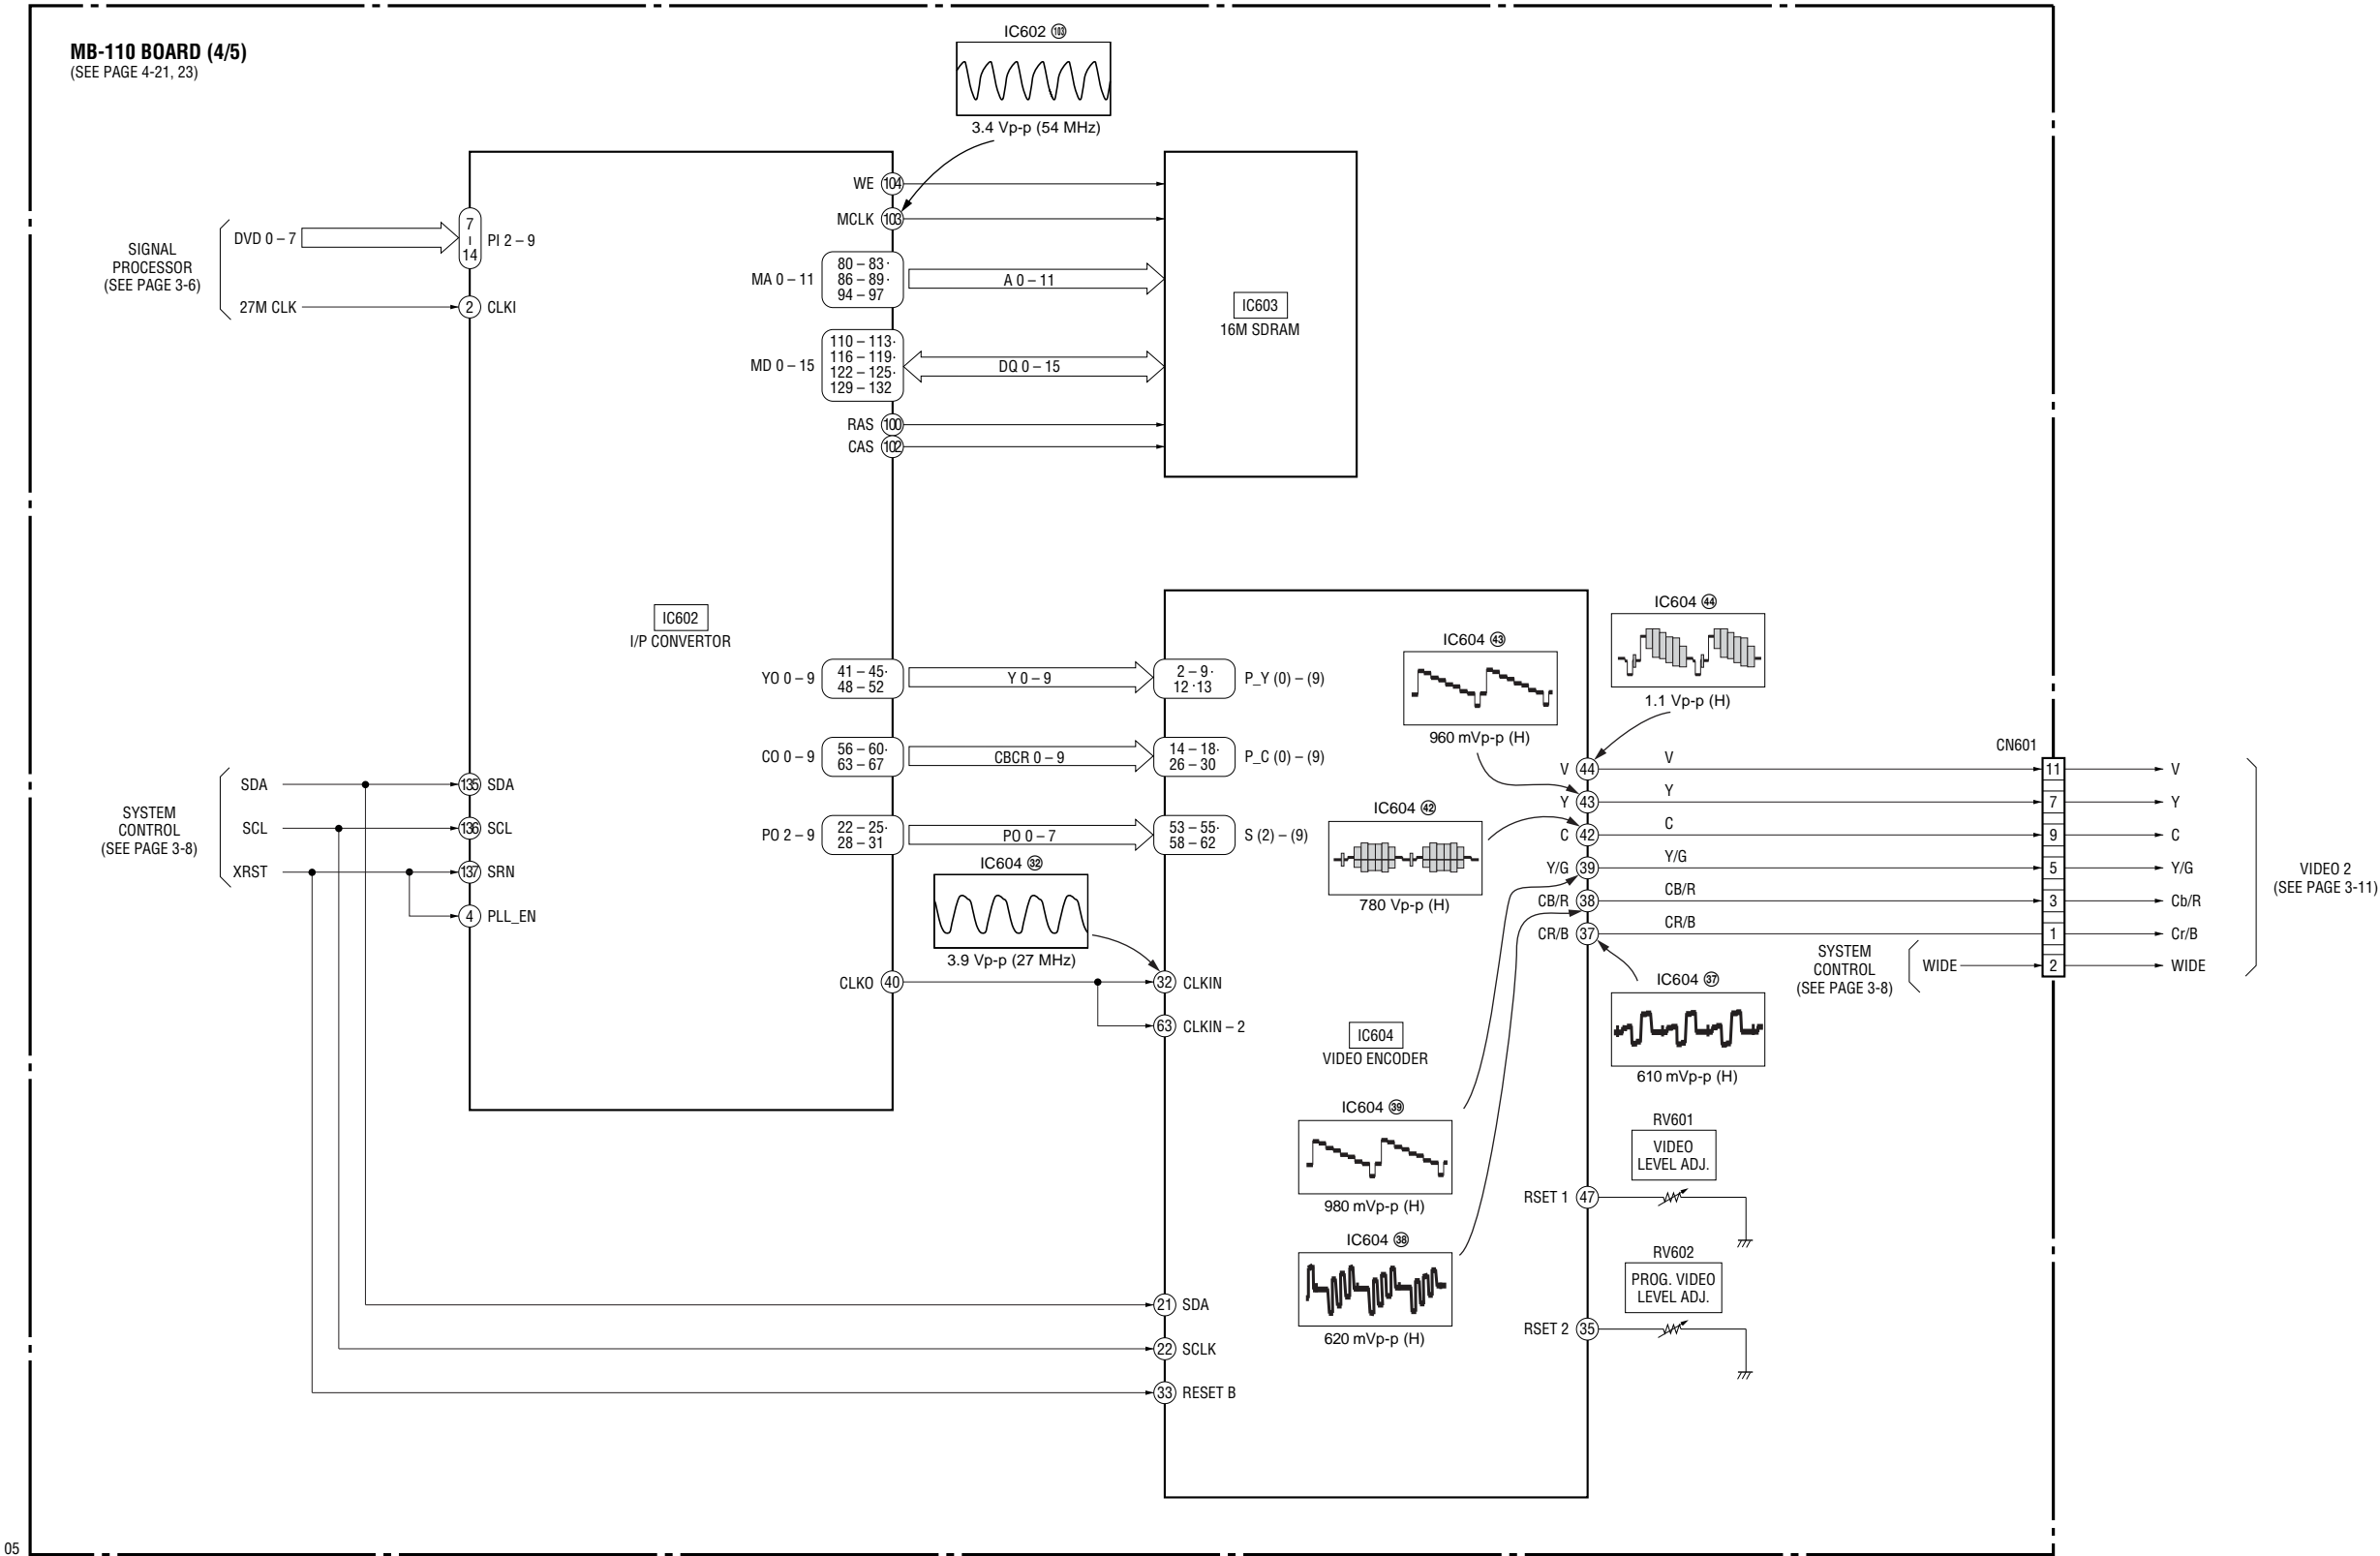 MB-110 BOARD (4/5)
(SEE PAGE 4-21, 23)
IC602 103
3.4 Vp-p (54 MHz)
SIGNAL
PROCESSOR
(SEE PAGE 3-6)
DVD 0 – 7
7
I
14
PI 2 – 9
27M CLK
2
CLKI
WE 104
MCLK 103
MA 0 – 11
80 – 83·
86 – 89·
94 – 97
A 0 – 11
MD 0 – 15
110 – 113·
116 – 119·
122 – 125·
129 – 132
DQ 0 – 15
RAS 100
CAS 102
IC603
16M SDRAM
IC602
I/P CONVERTOR
YO 0 – 9
41 – 45·
48 – 52
Y 0 – 9
2 – 9·
12 ·13
P_Y (0) – (9)
CO 0 – 9
56 – 60·
63 – 67
CBCR 0 – 9
14 – 18·
26 – 30
P_C (0) – (9)
PO 2 – 9
22 – 25·
28 – 31
PO 0 – 7
53 – 55·
58 – 62
S (2) – (9)
SYSTEM
CONTROL
(SEE PAGE 3-8)
SDA
135 SDA
SCL
136 SCL
XRST
137 SRN
4 PLL_EN
IC604 32
3.9 Vp-p (27 MHz)
CLKO 40
32 CLKIN
63 CLKIN – 2
IC604
VIDEO ENCODER
IC604 43
960 mVp-p (H)
IC604 44
1.1 Vp-p (H)
IC604 42
780 Vp-p (H)
CN601
V 44 V 11 V
Y 43 Y 7 Y
C 42 C 9 C
Y/G 39 Y/G 5 Y/G
CB/R 38 CB/R 3 Cb/R
CR/B 37 CR/B 1 Cr/B
SYSTEM
CONTROL
(SEE PAGE 3-8)
WIDE 2 WIDE
VIDEO 2
(SEE PAGE 3-11)
IC604 37
610 mVp-p (H)
IC604 39
980 mVp-p (H)
IC604 38
620 mVp-p (H)
RV601
VIDEO
LEVEL ADJ.
RSET 1 47
RV602
PROG. VIDEO
LEVEL ADJ.
RSET 2 35
21 SDA
22 SCLK
33 RESET B
05